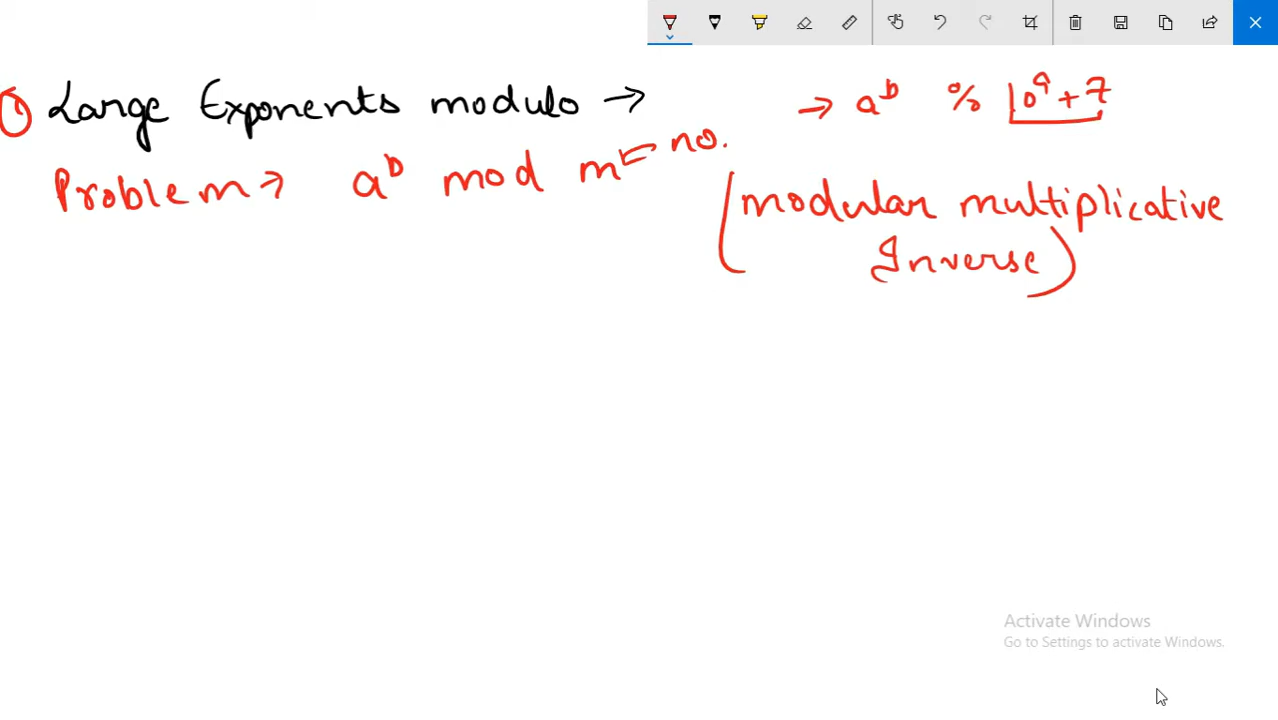 ① Large Exponents modulo → → a^b % 10^9 + 7
Problem → a^b mod m ← no.
(modular multiplicative
Inverse)
Activate Windows
Go to Settings to activate Windows.